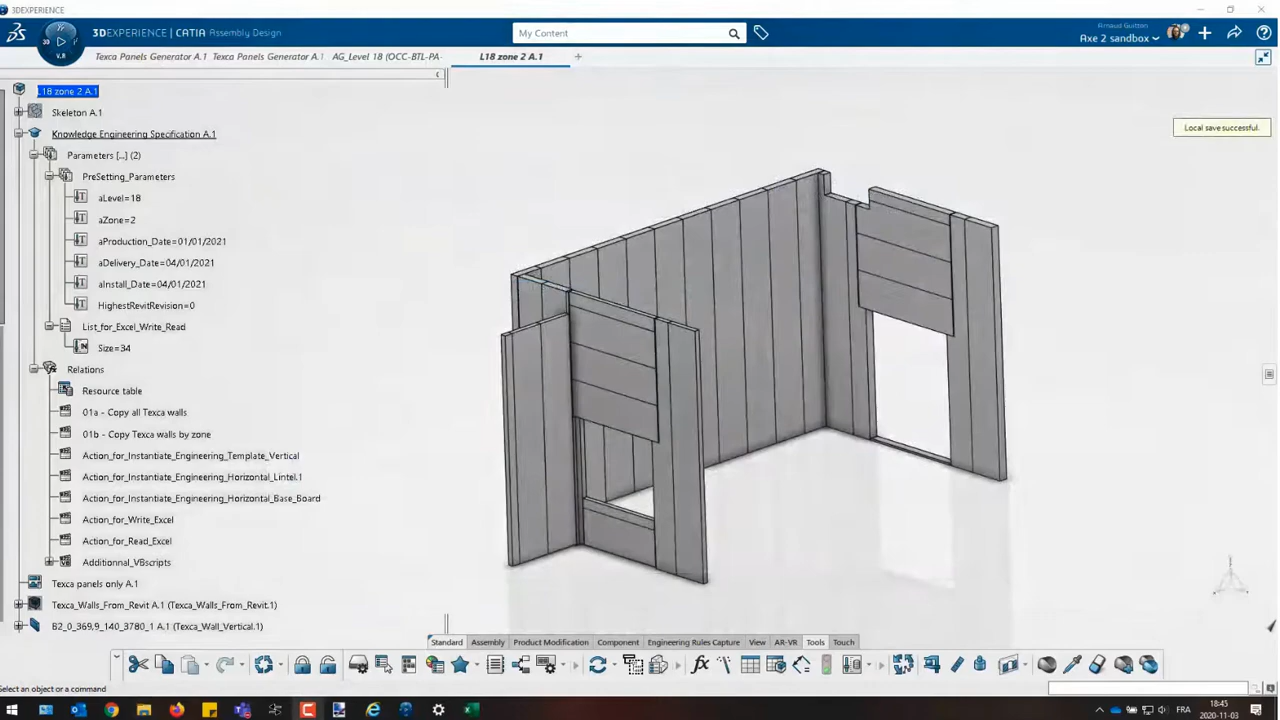 3DEXPERIENCE
3DEXPERIENCE | CATIA Assembly Design
My Content
Arnaud Guitton
Axe 2 sandbox
3D
V.R
Texca Panels Generator A.1
Texca Panels Generator A.1
AG_Level 18 (OCC-BTL-PA-
L18 zone 2 A.1
L18 zone 2 A.1
Local save successful.
Skeleton A.1
Knowledge Engineering Specification A.1
Parameters [...] (2)
PreSetting_Parameters
aLevel=18
aZone=2
aProduction_Date=01/01/2021
aDelivery_Date=04/01/2021
aInstall_Date=04/01/2021
HighestRevitRevision=0
List_for_Excel_Write_Read
Size=34
Relations
Resource table
01a - Copy all Texca walls
01b - Copy Texca walls by zone
Action_for_Instantiate_Engineering_Template_Vertical
Action_for_Instantiate_Engineering_Horizontal_Lintel.1
Action_for_Instantiate_Engineering_Horizontal_Base_Board
Action_for_Write_Excel
Action_for_Read_Excel
Additionnal_VBscripts
Texca panels only A.1
Texca_Walls_From_Revit A.1 (Texca_Walls_From_Revit.1)
B2_0_369,9_140_3780_1 A.1 (Texca_Wall_Vertical.1)
Standard
Assembly
Product Modification
Component
Engineering Rules Capture
View
AR-VR
Tools
Touch
Select an object or a command
FRA
18:45
2020-11-03